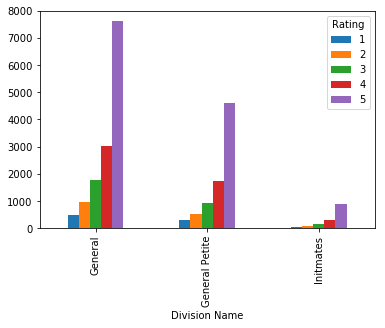 8000
7000
6000
5000
4000
3000
2000
1000
0
Rating
1
2
3
4
5
General
General Petite
Initmates
Division Name